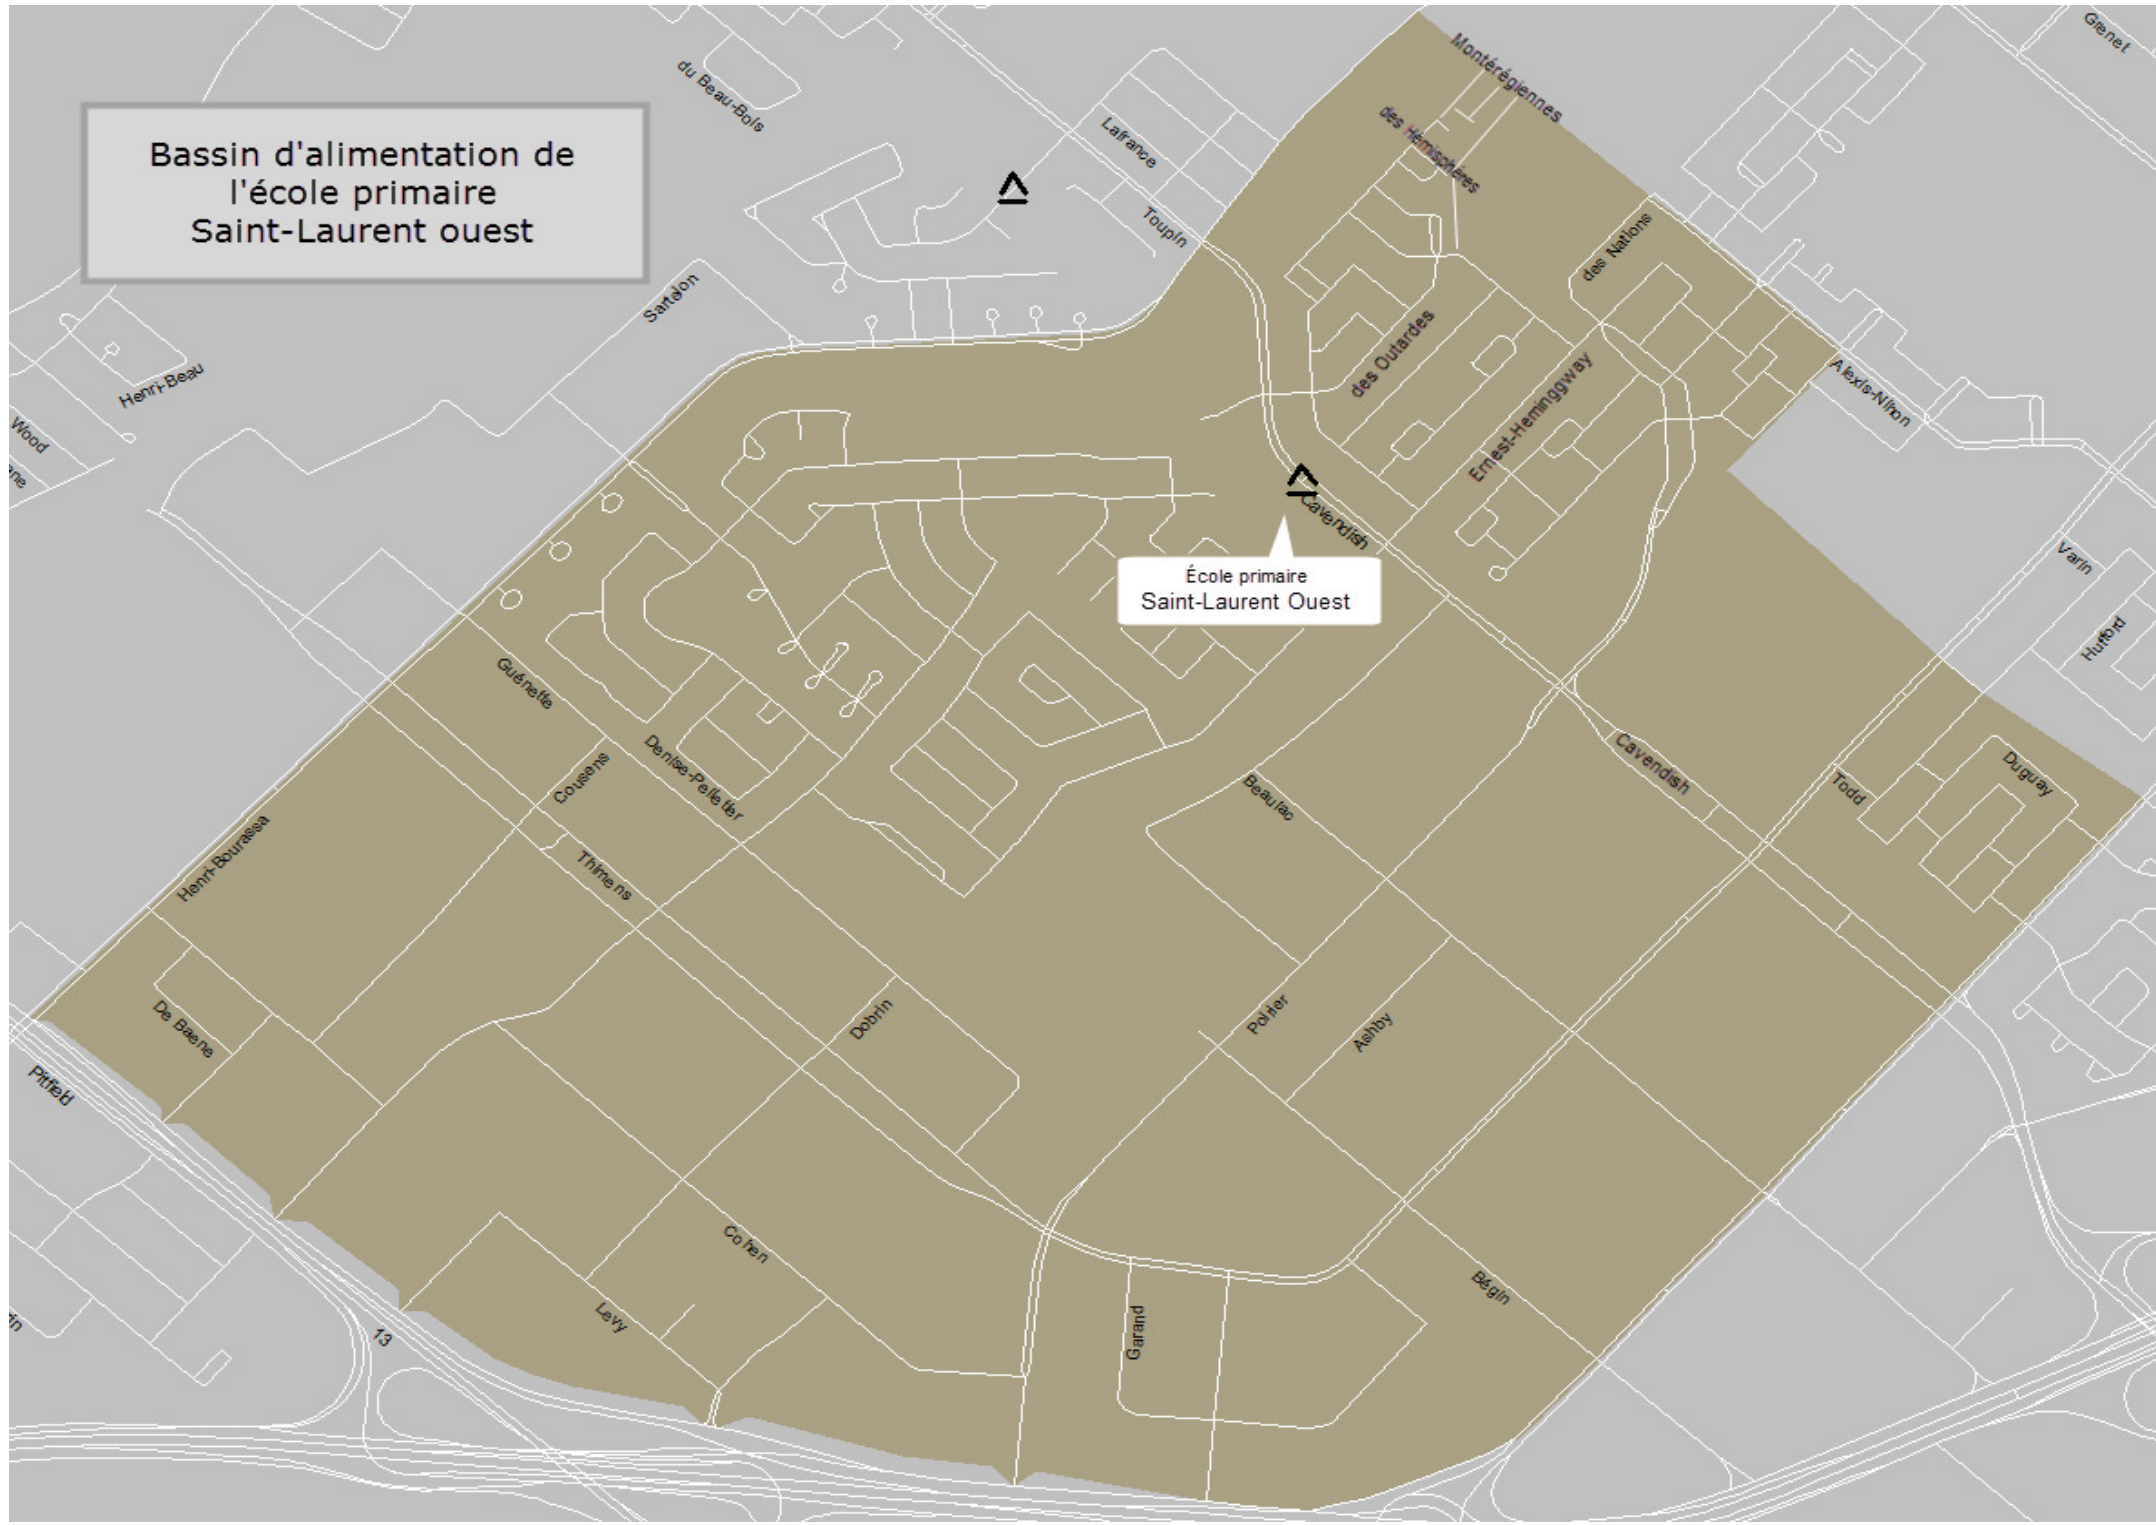 Grenet
Montérégiennes
du Beau-Bois
des Hémisphères
Lafrance
Bassin d'alimentation de
l'école primaire
Saint-Laurent ouest
Toupin
des Nations
Sartelon
des Outardes
Henri-Beau
Alexis-Nihon
Ernest-Heminggway
Wood
Cavendish
Varin
École primaire
Saint-Laurent Ouest
Hufford
Guénette
Denise-Pelletier
Cousens
Cavendish
Duguay
Todd
Beaulac
Henri-Bourassa
Thimens
Poirier
Dobrin
Ashby
De Baene
Pitfield
Cohen
Bégin
Levy
13
Garand